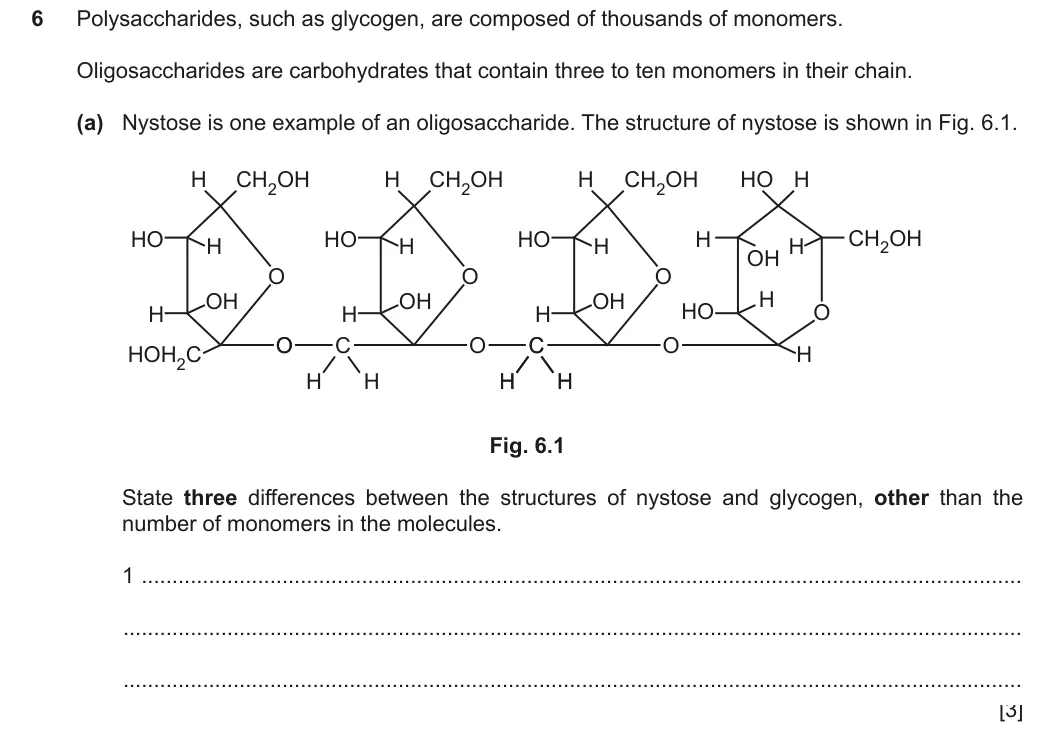 6 Polysaccharides, such as glycogen, are composed of thousands of monomers.
Oligosaccharides are carbohydrates that contain three to ten monomers in their chain.
(a) Nystose is one example of an oligosaccharide. The structure of nystose is shown in Fig. 6.1.
H CH₂OH H CH₂OH H CH₂OH HO H
HO H HO H HO H H OH H CH₂OH
O O O
H OH H OH H OH HO H O
HOH₂C O C O C O H
H H H H
Fig. 6.1
State three differences between the structures of nystose and glycogen, other than the
number of monomers in the molecules.
1 ........................................................................................................................
........................................................................................................................
........................................................................................................................
[3]